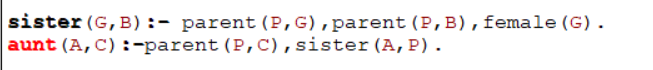 sister(G,B):- parent(P,G),parent(P,B),female(G).
aunt(A,C):-parent(P,C),sister(A,P).